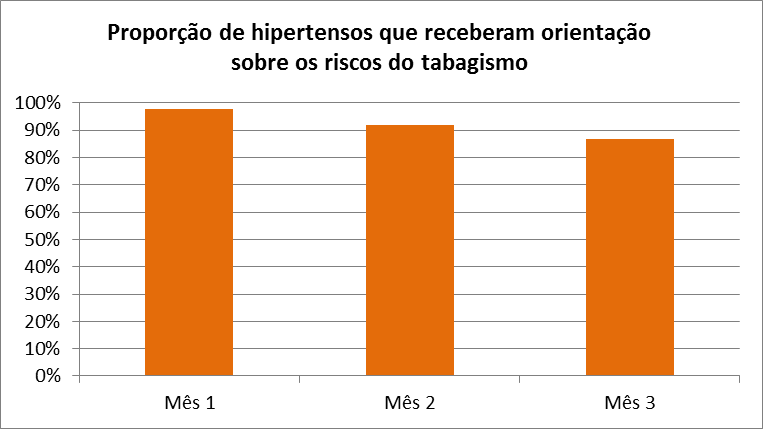 Proporção de hipertensos que receberam orientação
sobre os riscos do tabagismo
100%
90%
80%
70%
60%
50%
40%
30%
20%
10%
0%
Mês 1
Mês 2
Mês 3